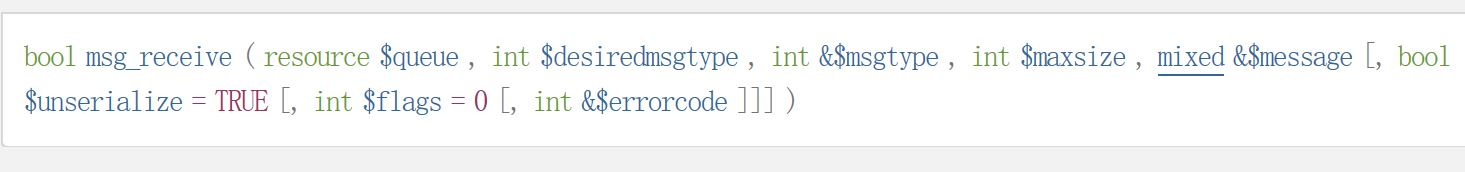 bool msg_receive ( resource $queue , int $desiredmsgtype , int &$msgtype , int $maxsize , mixed &$message [, bool
$unserialize = TRUE [, int $flags = 0 [, int &$errorcode ]]] )